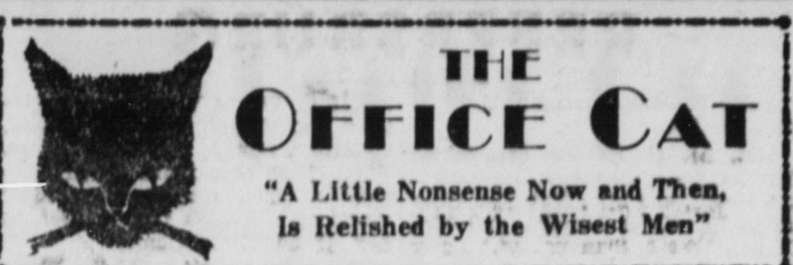 THE
OFFICE CAT
"A Little Nonsense Now and Then,
Is Relished by the Wisest Men"